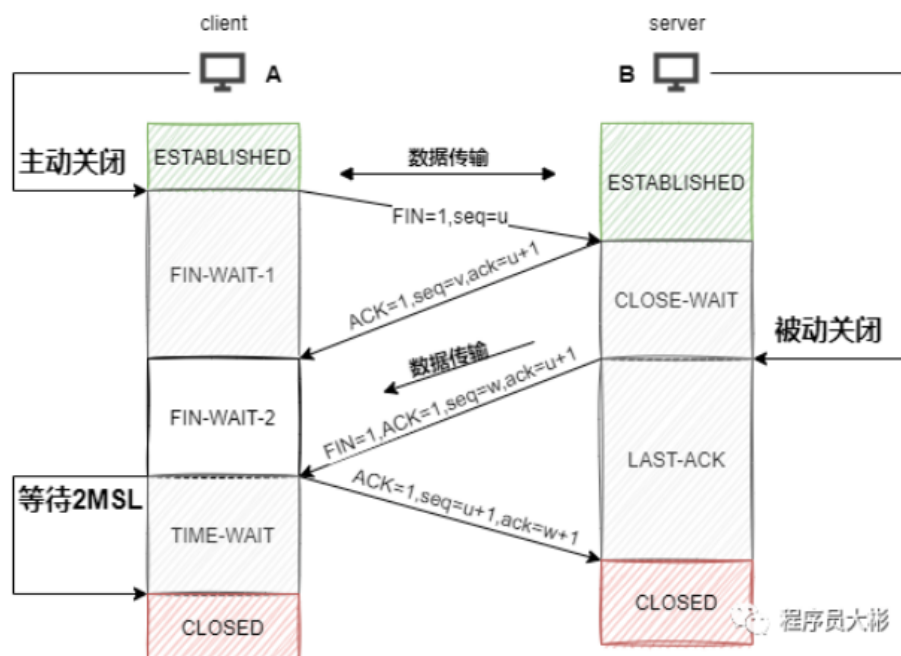 client
server
A
B
主动关闭
ESTABLISHED
数据传输
ESTABLISHED
FIN=1,seq=u
FIN-WAIT-1
ACK=1,seq=v,ack=u+1
CLOSE-WAIT
被动关闭
数据传输
FIN-WAIT-2
FIN=1,ACK=1,seq=w,ack=u+1
LAST-ACK
等待2MSL
ACK=1,seq=u+1,ack=w+1
TIME-WAIT
CLOSED
CLOSED
程序员大彬